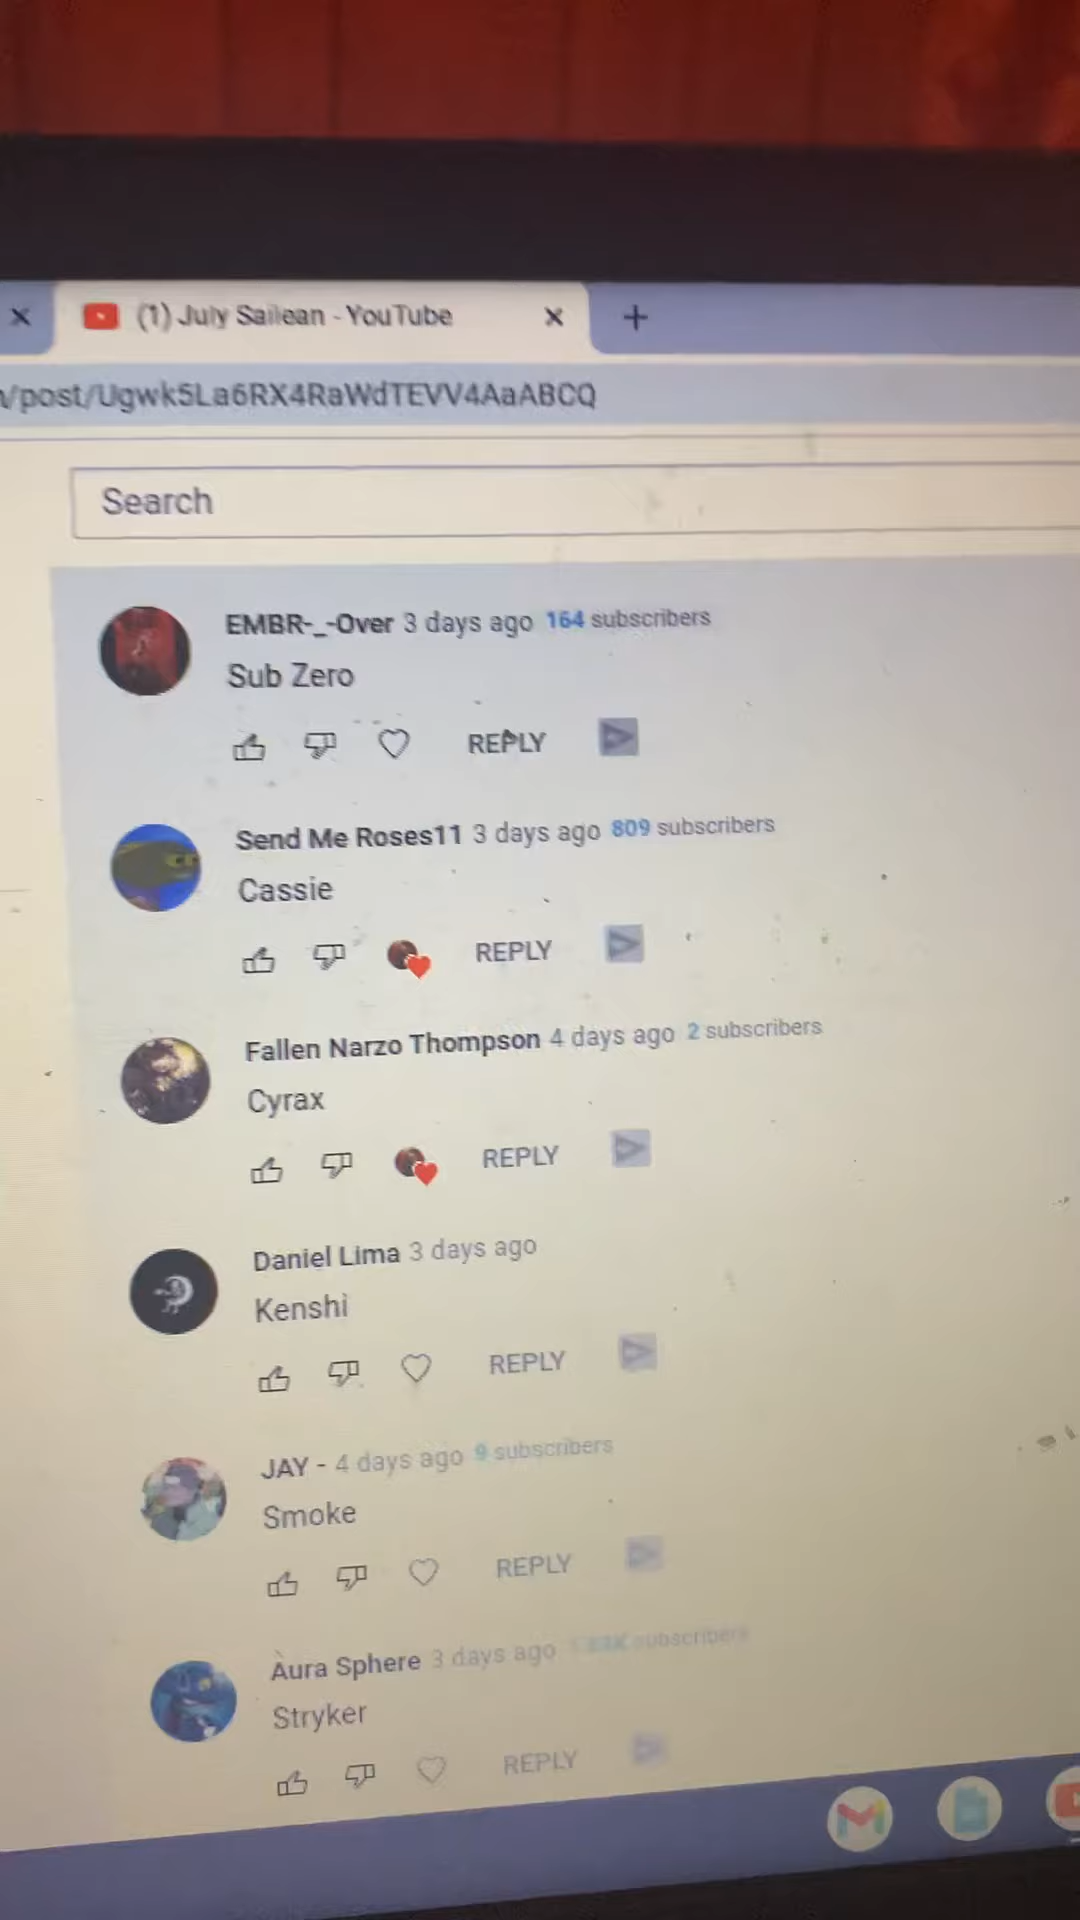 (1) July Sailean - YouTube
/post/Ugwk5La6RX4RaWdTEVV4AaABCQ
Search
EMBR-_-Over 3 days ago 164 subscribers
Sub Zero
REPLY
Send Me Roses11 3 days ago 809 subscribers
Cassie
REPLY
Fallen Narzo Thompson 4 days ago 2 subscribers
Cyrax
REPLY
Daniel Lima 3 days ago
Kenshi
REPLY
JAY - 4 days ago 9 subscribers
Smoke
REPLY
Aura Sphere 3 days ago subscribers
Stryker
REPLY